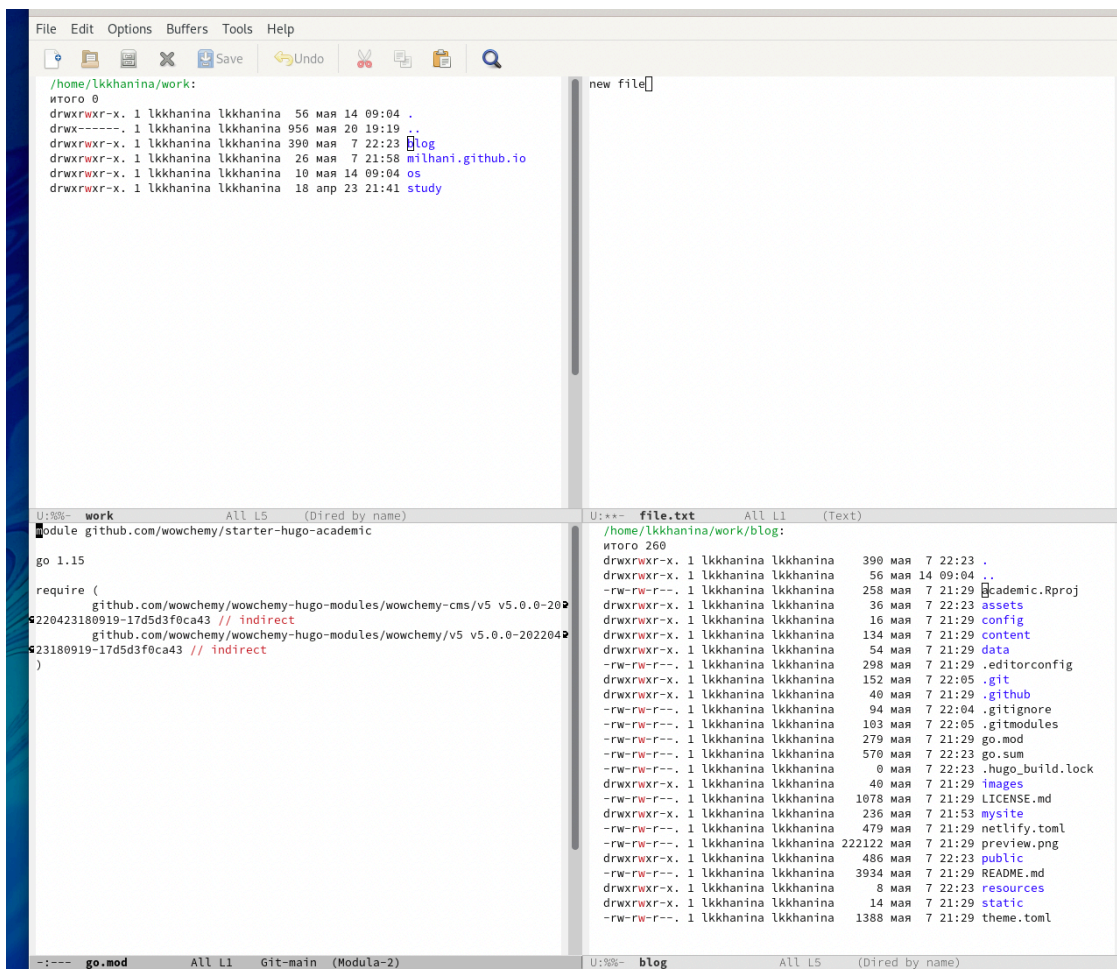 File Edit Options Buffers Tools Help
Save Undo
/home/lkkhanina/work:
итого 0
drwxrwxr-x. 1 lkkhanina lkkhanina  56 мая 14 09:04 .
drwx------. 1 lkkhanina lkkhanina 956 мая 20 19:19 ..
drwxrwxr-x. 1 lkkhanina lkkhanina 390 мая  7 22:23 blog
drwxrwxr-x. 1 lkkhanina lkkhanina  26 мая  7 21:58 milhani.github.io
drwxrwxr-x. 1 lkkhanina lkkhanina  10 мая 14 09:04 os
drwxrwxr-x. 1 lkkhanina lkkhanina  18 апр 23 21:41 study
U:%%-  work  All L5  (Dired by name)
new file
U:**-  file.txt  All L1  (Text)
module github.com/wowchemy/starter-hugo-academic
go 1.15
require (
github.com/wowchemy/wowchemy-hugo-modules/wowchemy-cms/v5 v5.0.0-20
220423180919-17d5d3f0ca43 // indirect
github.com/wowchemy/wowchemy-hugo-modules/wowchemy/v5 v5.0.0-202204
23180919-17d5d3f0ca43 // indirect
)
-:---  go.mod  All L1  Git-main  (Modula-2)
/home/lkkhanina/work/blog:
итого 260
drwxrwxr-x. 1 lkkhanina lkkhanina    390 мая  7 22:23 .
drwxrwxr-x. 1 lkkhanina lkkhanina     56 мая 14 09:04 ..
-rw-rw-r--. 1 lkkhanina lkkhanina    258 мая  7 21:29 academic.Rproj
drwxrwxr-x. 1 lkkhanina lkkhanina     36 мая  7 22:23 assets
drwxrwxr-x. 1 lkkhanina lkkhanina     16 мая  7 21:29 config
drwxrwxr-x. 1 lkkhanina lkkhanina    134 мая  7 21:29 content
drwxrwxr-x. 1 lkkhanina lkkhanina     54 мая  7 21:29 data
-rw-rw-r--. 1 lkkhanina lkkhanina    298 мая  7 21:29 .editorconfig
drwxrwxr-x. 1 lkkhanina lkkhanina    152 мая  7 22:05 .git
drwxrwxr-x. 1 lkkhanina lkkhanina     40 мая  7 21:29 .github
-rw-rw-r--. 1 lkkhanina lkkhanina     94 мая  7 22:04 .gitignore
-rw-rw-r--. 1 lkkhanina lkkhanina    103 мая  7 22:05 .gitmodules
-rw-rw-r--. 1 lkkhanina lkkhanina    279 мая  7 21:29 go.mod
-rw-rw-r--. 1 lkkhanina lkkhanina    570 мая  7 22:23 go.sum
-rw-rw-r--. 1 lkkhanina lkkhanina      0 мая  7 22:23 .hugo_build.lock
drwxrwxr-x. 1 lkkhanina lkkhanina     40 мая  7 21:29 images
-rw-rw-r--. 1 lkkhanina lkkhanina   1078 мая  7 21:29 LICENSE.md
drwxrwxr-x. 1 lkkhanina lkkhanina    236 мая  7 21:53 mysite
-rw-rw-r--. 1 lkkhanina lkkhanina    479 мая  7 21:29 netlify.toml
-rw-rw-r--. 1 lkkhanina lkkhanina 222122 мая  7 21:29 preview.png
drwxrwxr-x. 1 lkkhanina lkkhanina    486 мая  7 22:23 public
-rw-rw-r--. 1 lkkhanina lkkhanina   3934 мая  7 21:29 README.md
drwxrwxr-x. 1 lkkhanina lkkhanina      8 мая  7 22:23 resources
drwxrwxr-x. 1 lkkhanina lkkhanina     14 мая  7 21:29 static
-rw-rw-r--. 1 lkkhanina lkkhanina   1388 мая  7 21:29 theme.toml
U:%%-  blog  All L5  (Dired by name)